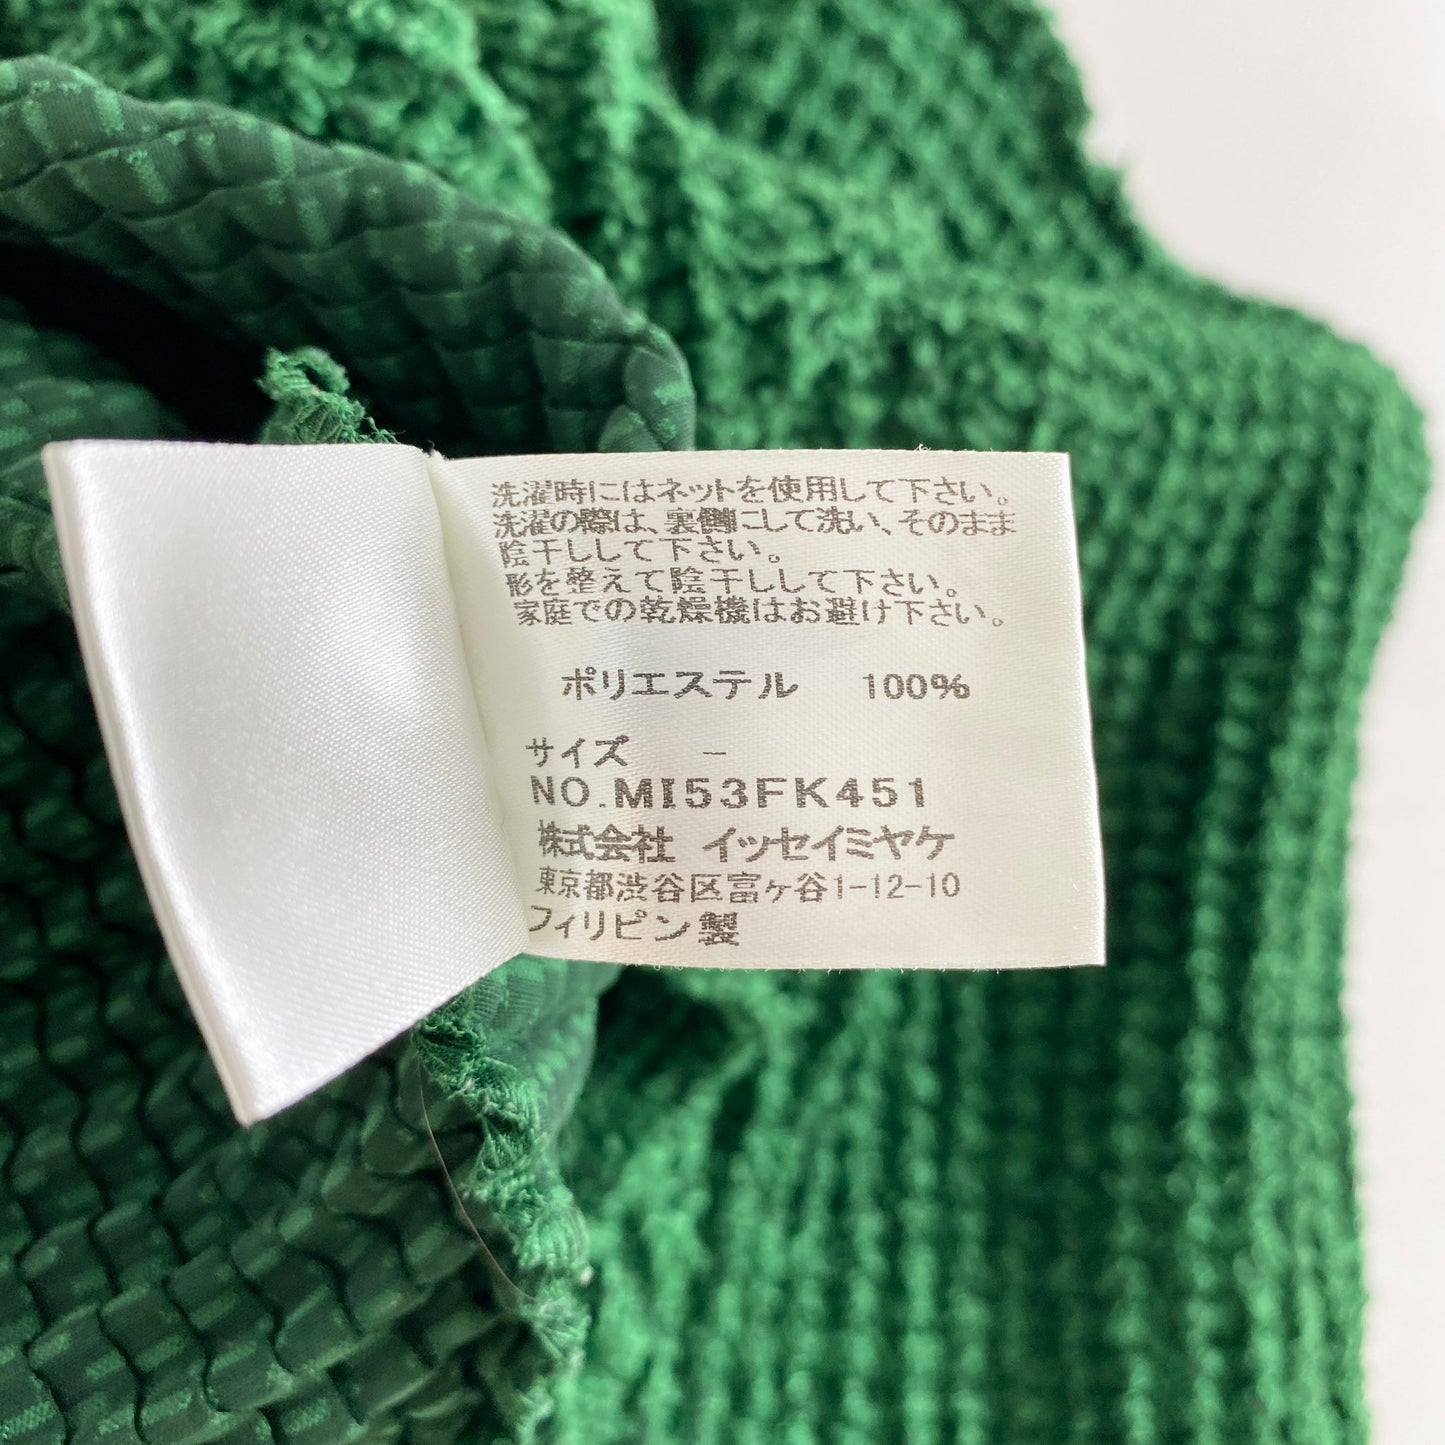 洗濯時にはネットを使用して下さい。
洗濯の際は、裏側にして洗い、そのまま
陰干しして下さい。
形を整えて陰干しして下さい。
家庭での乾燥機はお避け下さい。
ポリエステル 100%
サイズ -
NO.MI53FK451
株式会社 イッセイミヤケ
東京都渋谷区富ヶ谷1-12-10
フィリピン製